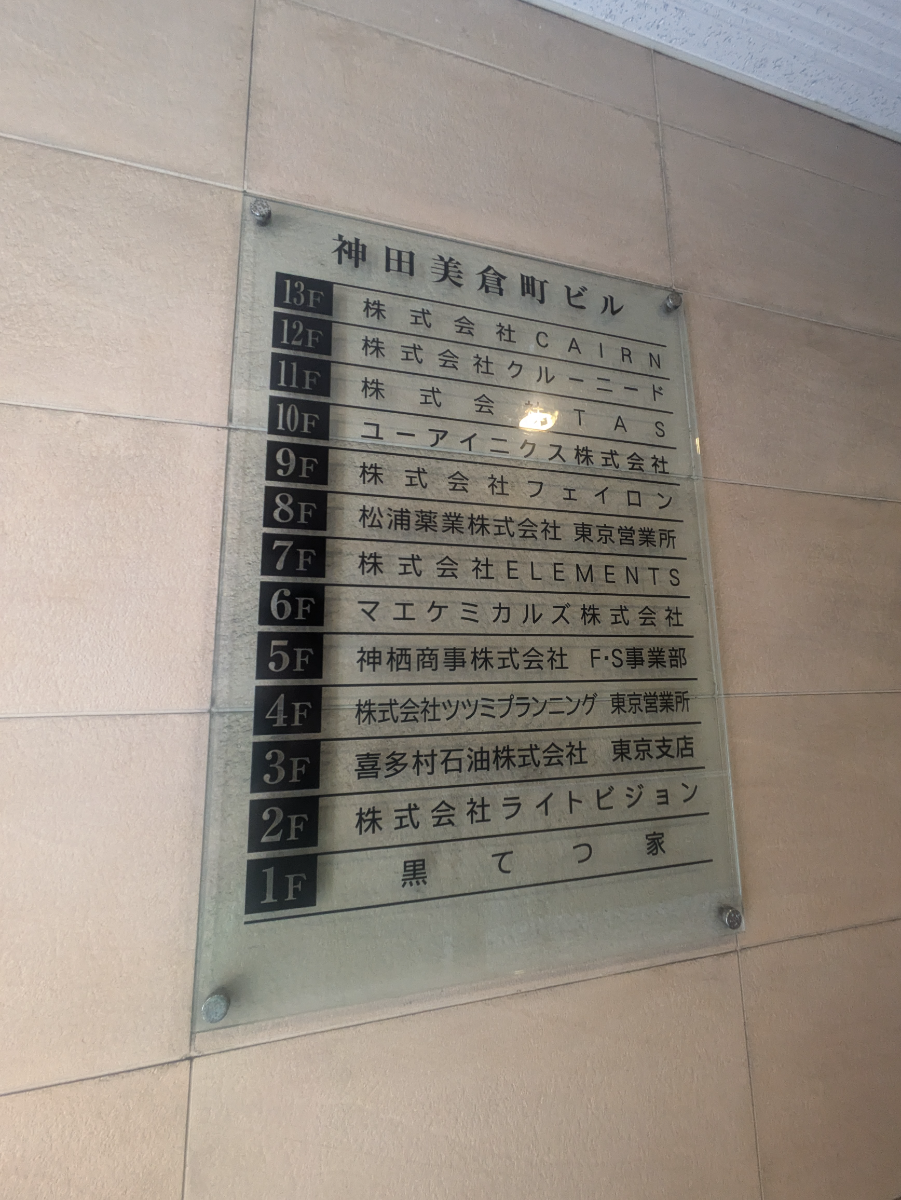 神田美倉町ビル
13F 株式会社CAIRN
12F 株式会社クルーニード
11F 株式会社TAS
10F ユーアイニクス株式会社
9F 株式会社フェイロン
8F 松浦薬業株式会社 東京営業所
7F 株式会社ELEMENTS
6F マエケミカルズ株式会社
5F 神栖商事株式会社 F・S事業部
4F 株式会社ツツミプランニング 東京営業所
3F 喜多村石油株式会社 東京支店
2F 株式会社ライトビジョン
1F 黒てつ家